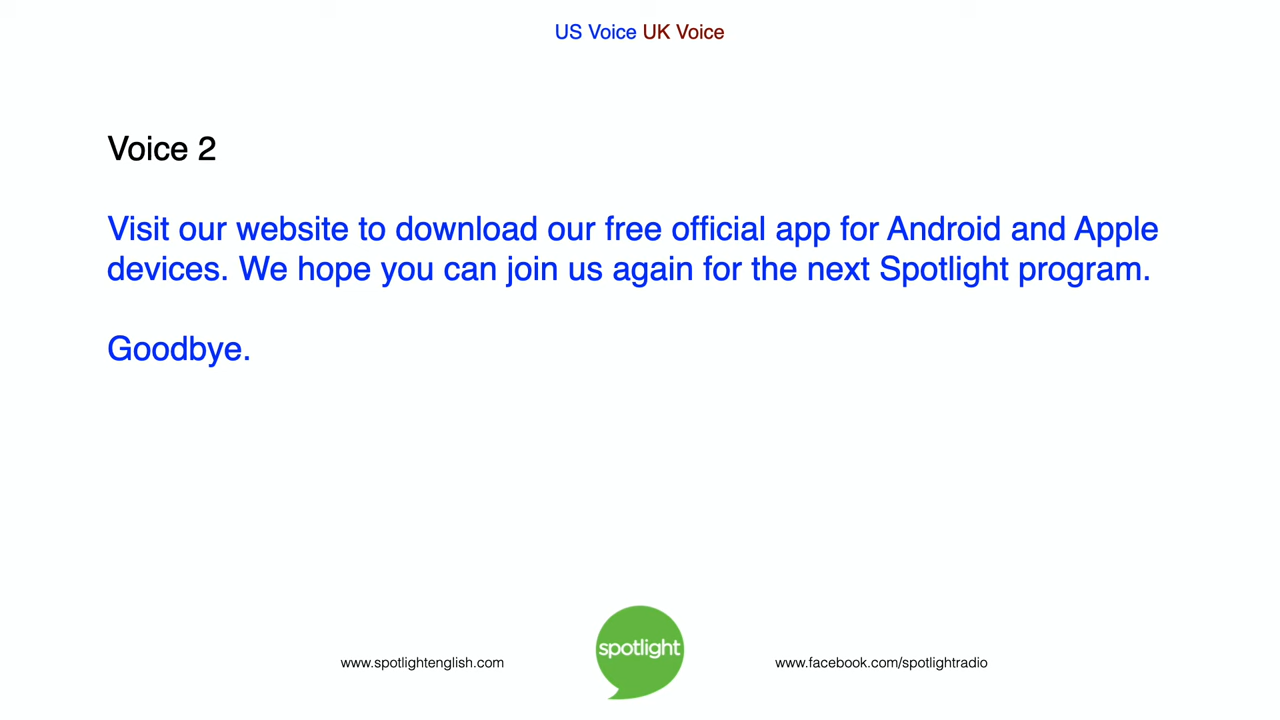 US Voice UK Voice
Voice 2
Visit our website to download our free official app for Android and Apple
devices. We hope you can join us again for the next Spotlight program.
Goodbye.
www.spotlightenglish.com
spotlight
www.facebook.com/spotlightradio